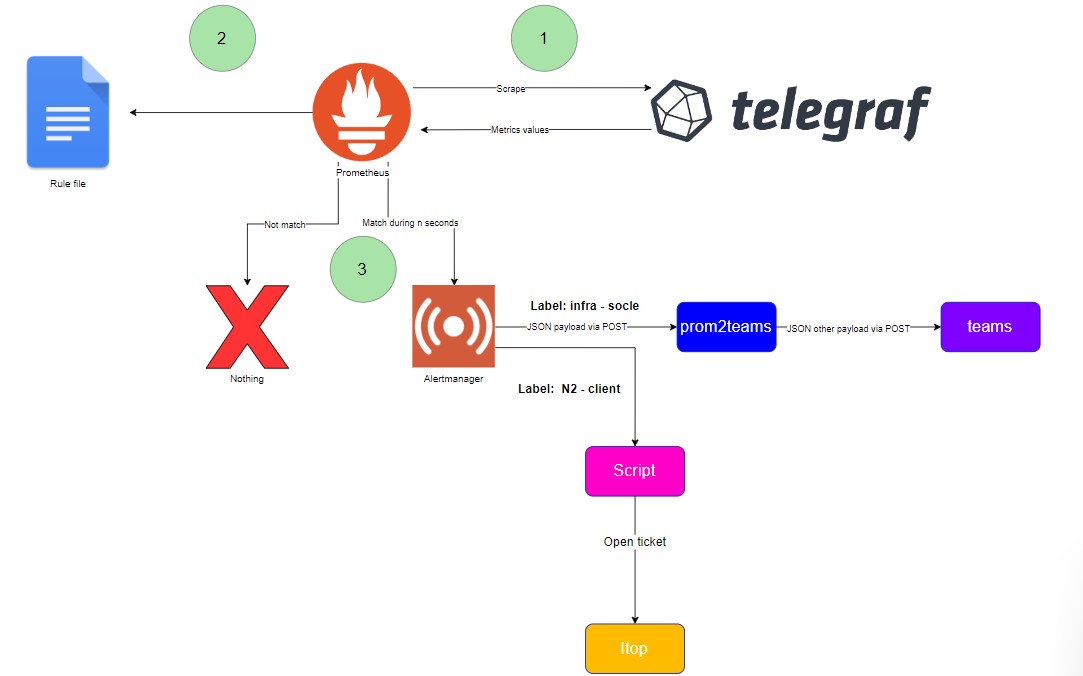 2
1
Scrape
telegraf
Metrics values
Prometheus
Rule file
Not match
Match during n seconds
3
Label: infra - socle
JSON payload via POST
prom2teams
JSON other payload via POST
teams
Nothing
Alertmanager
Label: N2 - client
Script
Open ticket
Itop